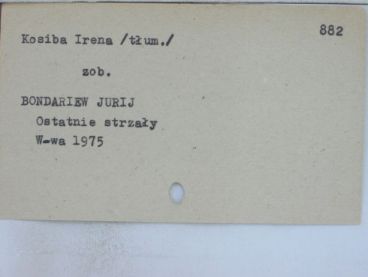 882
Kosiba Irena /tłum./
zob.
BONDARIEW JURIJ
Ostatnie strzały
W-wa 1975